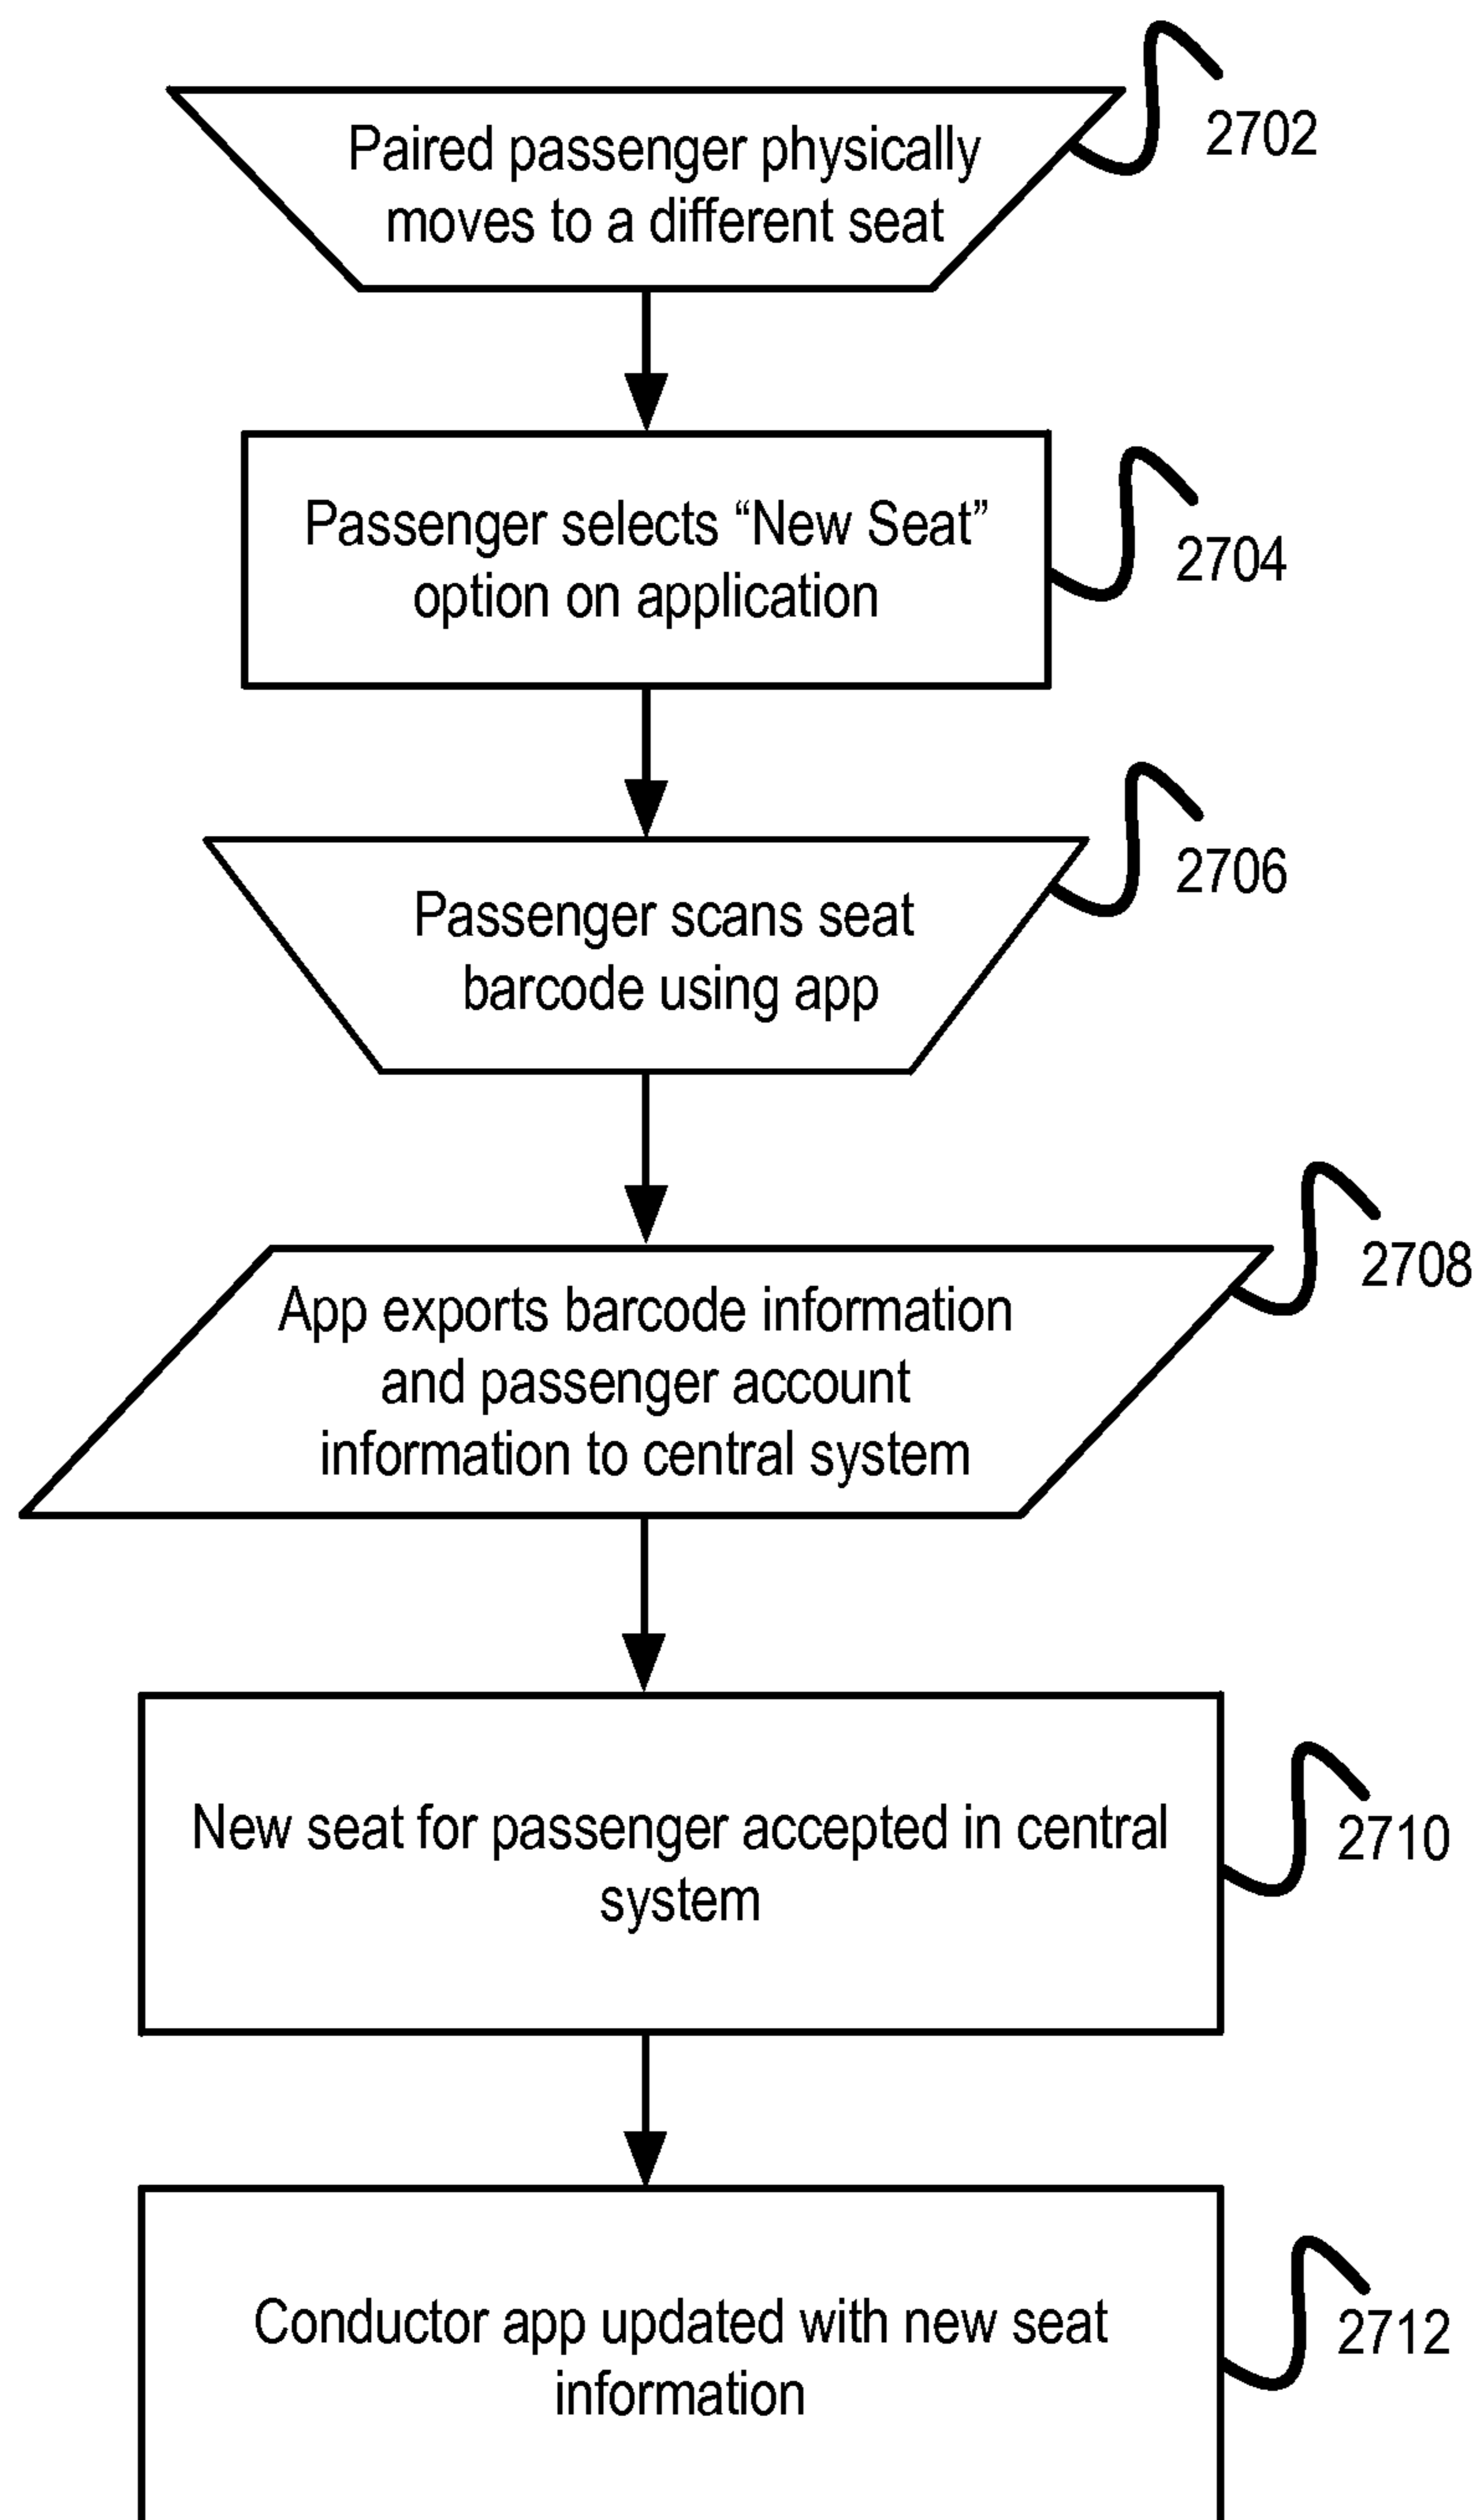 Paired passenger physically
moves to a different seat
2702
Passenger selects “New Seat”
option on application
2704
Passenger scans seat
barcode using app
2706
App exports barcode information
and passenger account
information to central system
2708
New seat for passenger accepted in central
system
2710
Conductor app updated with new seat
information
2712